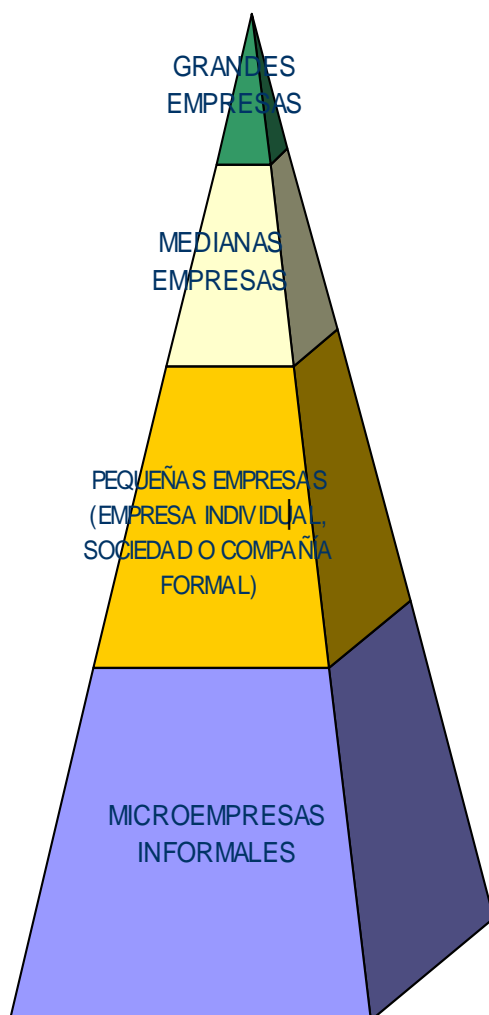 GRANDES
EMPRESAS
MEDIANAS
EMPRESAS
PEQUEÑAS EMPRESAS
(EMPRESA INDIVIDUAL,
SOCIEDAD O COMPAÑÍA
FORMAL)
MICROEMPRESAS
INFORMALES